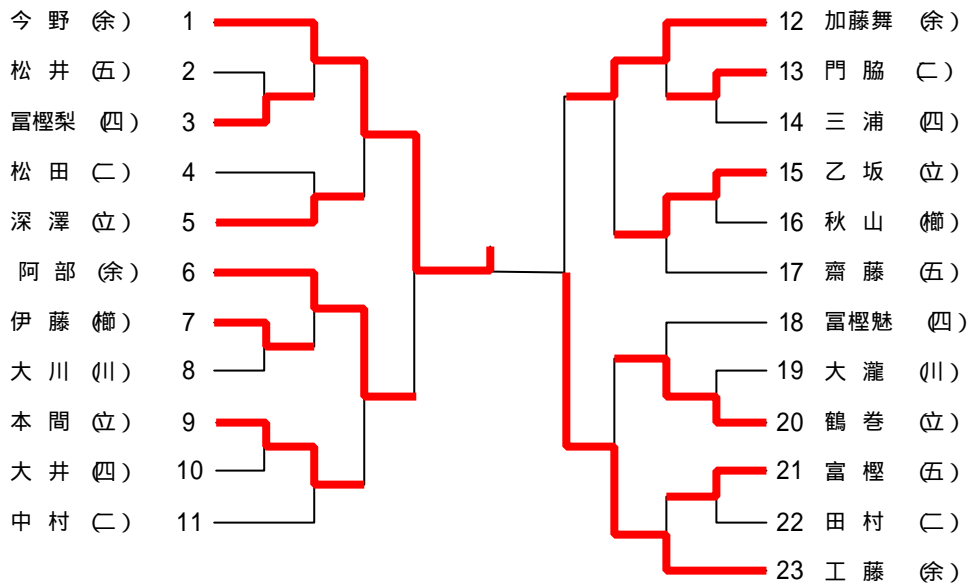 今野 (余) 1
松井 (五) 2
冨樫梨 (四) 3
松田 (二) 4
深澤 (立) 5
阿部 (余) 6
伊藤 (櫛) 7
大川 (川) 8
本間 (立) 9
大井 (四) 10
中村 (二) 11
12 加藤舞 (余)
13 門脇 (二)
14 三浦 (四)
15 乙坂 (立)
16 秋山 (櫛)
17 齋藤 (五)
18 冨樫魅 (四)
19 大瀧 (川)
20 鶴巻 (立)
21 富樫 (五)
22 田村 (二)
23 工藤 (余)